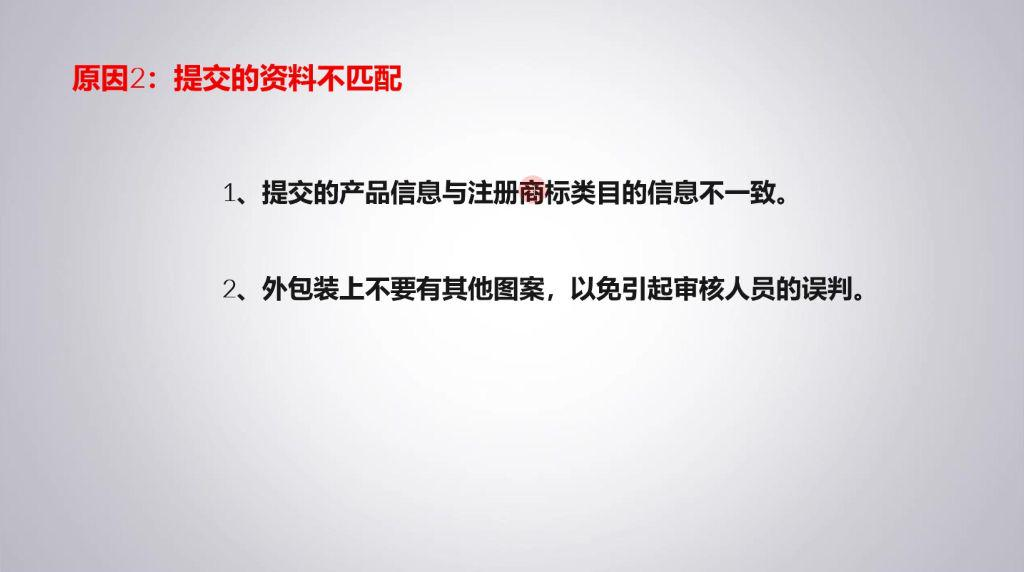 原因2：提交的资料不匹配
1、提交的产品信息与注册商标类目的信息不一致。
2、外包装上不要有其他图案，以免引起审核人员的误判。